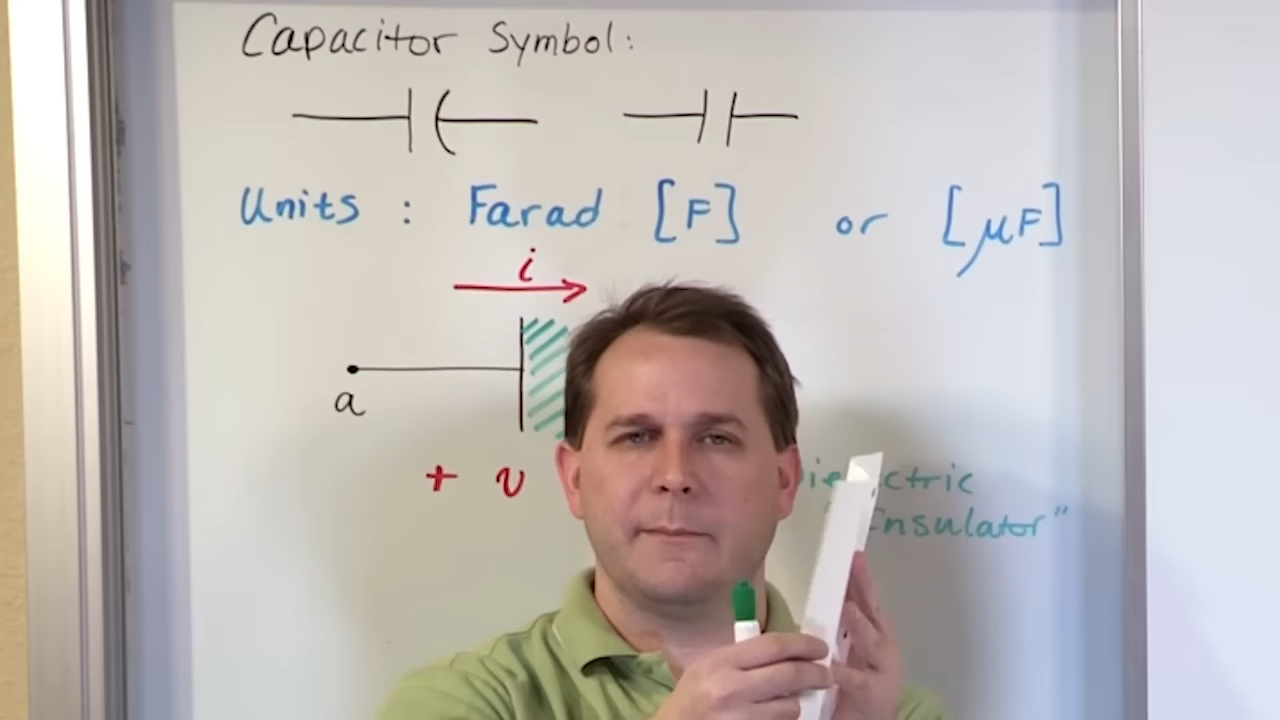 Capacitor Symbol:
Units : Farad [F] or [μF]
i
a
+ v
"Insulator"